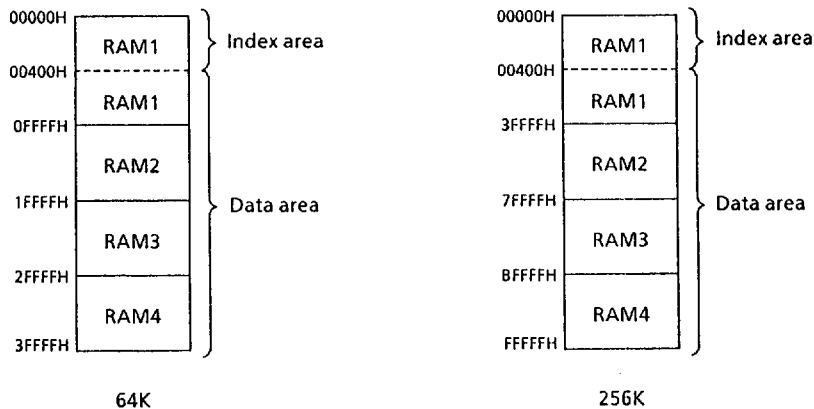 00000H
RAM1
Index area
00400H
RAM1
0FFFFH
RAM2
1FFFFH
Data area
RAM3
2FFFFH
RAM4
3FFFFH
64K
00000H
RAM1
Index area
00400H
RAM1
3FFFFH
RAM2
7FFFFH
Data area
RAM3
BFFFFH
RAM4
FFFFFH
256K